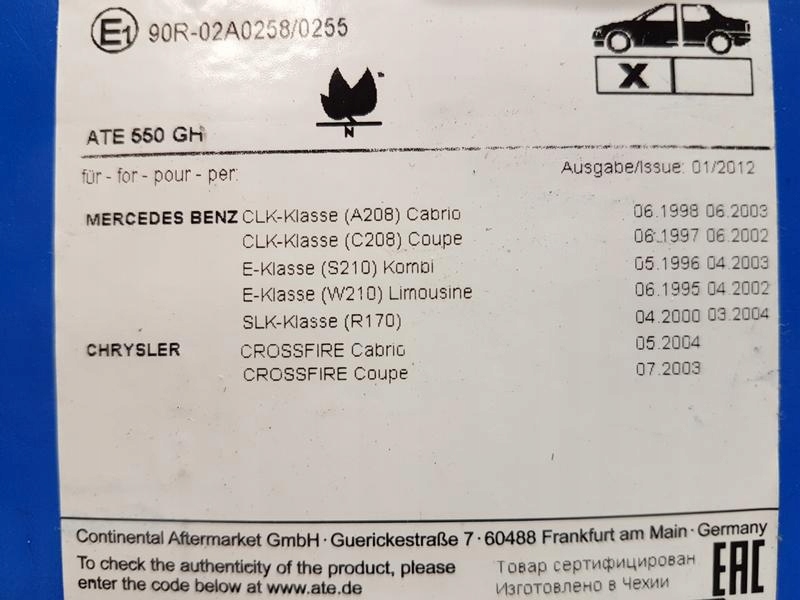 E1 90R-02A0258/0255
X
N
ATE 550 GH
für - for - pour - per:
Ausgabe/Issue: 01/2012
MERCEDES BENZ CLK-Klasse (A208) Cabrio 06.1998 06.2003
CLK-Klasse (C208) Coupe 06.1997 06.2002
E-Klasse (S210) Kombi 05.1996 04.2003
E-Klasse (W210) Limousine 06.1995 04.2002
SLK-Klasse (R170) 04.2000 03.2004
CHRYSLER CROSSFIRE Cabrio 05.2004
CROSSFIRE Coupe 07.2003
Continental Aftermarket GmbH · Guerickestraße 7 · 60488 Frankfurt am Main · Germany
To check the authenticity of the product, please
enter the code below at www.ate.de
Товар сертифицирован
Изготовлено в Чехии
EAC